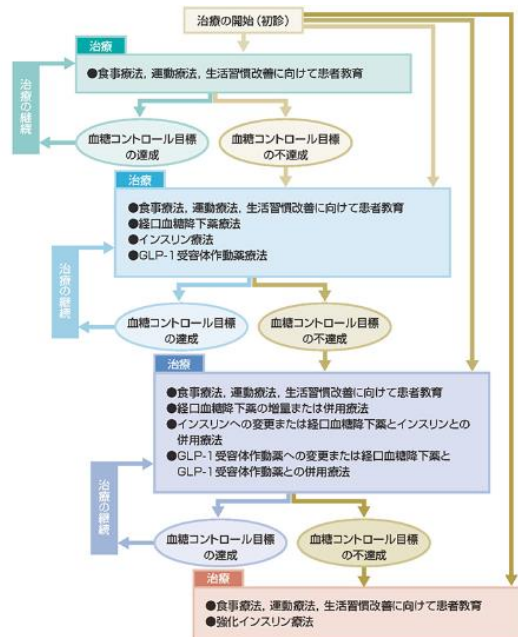 治療の開始(初診)
治療
●食事療法, 運動療法, 生活習慣改善に向けて患者教育
治療の継続
血糖コントロール目標
の達成
血糖コントロール目標
の不達成
治療
●食事療法, 運動療法, 生活習慣改善に向けて患者教育
●経口血糖降下薬療法
●インスリン療法
●GLP-1受容体作動薬療法
治療の継続
血糖コントロール目標
の達成
血糖コントロール目標
の不達成
治療
●食事療法, 運動療法, 生活習慣改善に向けて患者教育
●経口血糖降下薬の増量または併用療法
●インスリンへの変更または経口血糖降下薬とインスリンとの
併用療法
●GLP-1受容体作動薬への変更または経口血糖降下薬と
GLP-1受容体作動薬との併用療法
治療の継続
血糖コントロール目標
の達成
血糖コントロール目標
の不達成
治療
●食事療法, 運動療法, 生活習慣改善に向けて患者教育
●強化インスリン療法